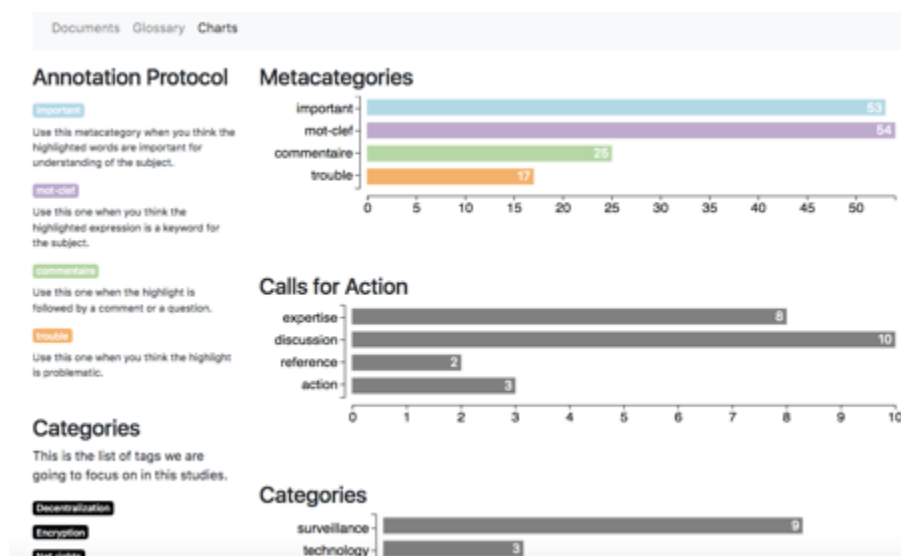 Documents Glossary Charts
Annotation Protocol
important
Use this metacategory when you think the
highlighted words are important for
understanding of the subject.
mot-clef
Use this one when you think the
highlighted expression is a keyword for
the subject.
commentaire
Use this one when the highlight is
followed by a comment or a question.
trouble
Use this one when you think the highlight
is problematic.
Categories
This is the list of tags we are
going to focus on in this studies.
Decentralization
Encryption
Net rights
Metacategories
important 53
mot-clef 54
commentaire 25
trouble 17
0 5 10 15 20 25 30 35 40 45 50
Calls for Action
expertise 8
discussion 10
reference 2
action 3
0 1 2 3 4 5 6 7 8 9 10
Categories
surveillance 9
technology 3